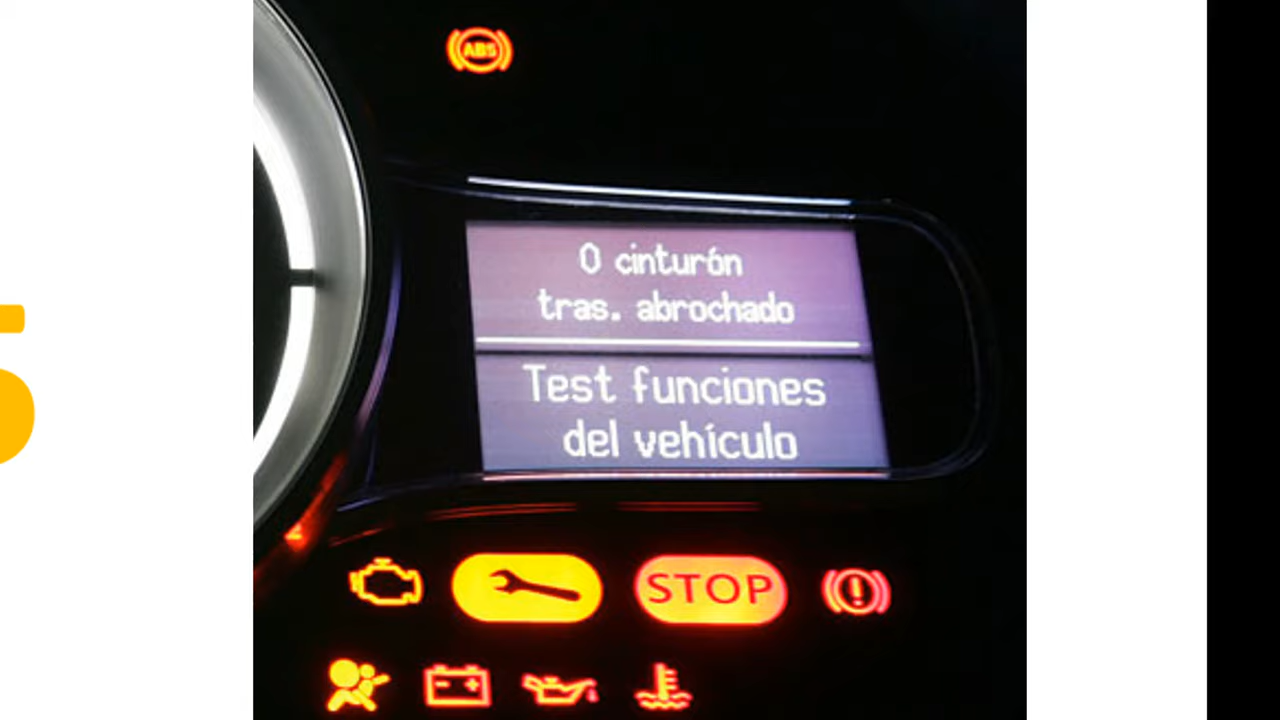 ABS
0 cinturón
tras. abrochado
Test funciones
del vehículo
STOP